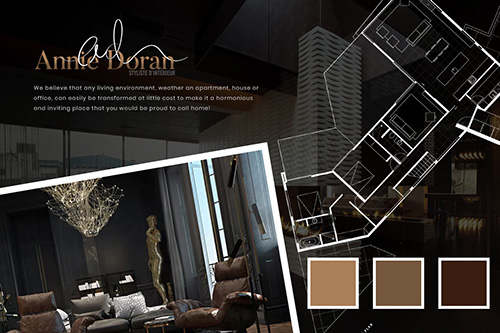 Annie Doran
STYLISTE D'INTÉRIEUR
We believe that any living environment, weather an apartment, house or
office, can easily be transformed at little cost to make it a harmonious
and inviting place that you would be proud to call home!